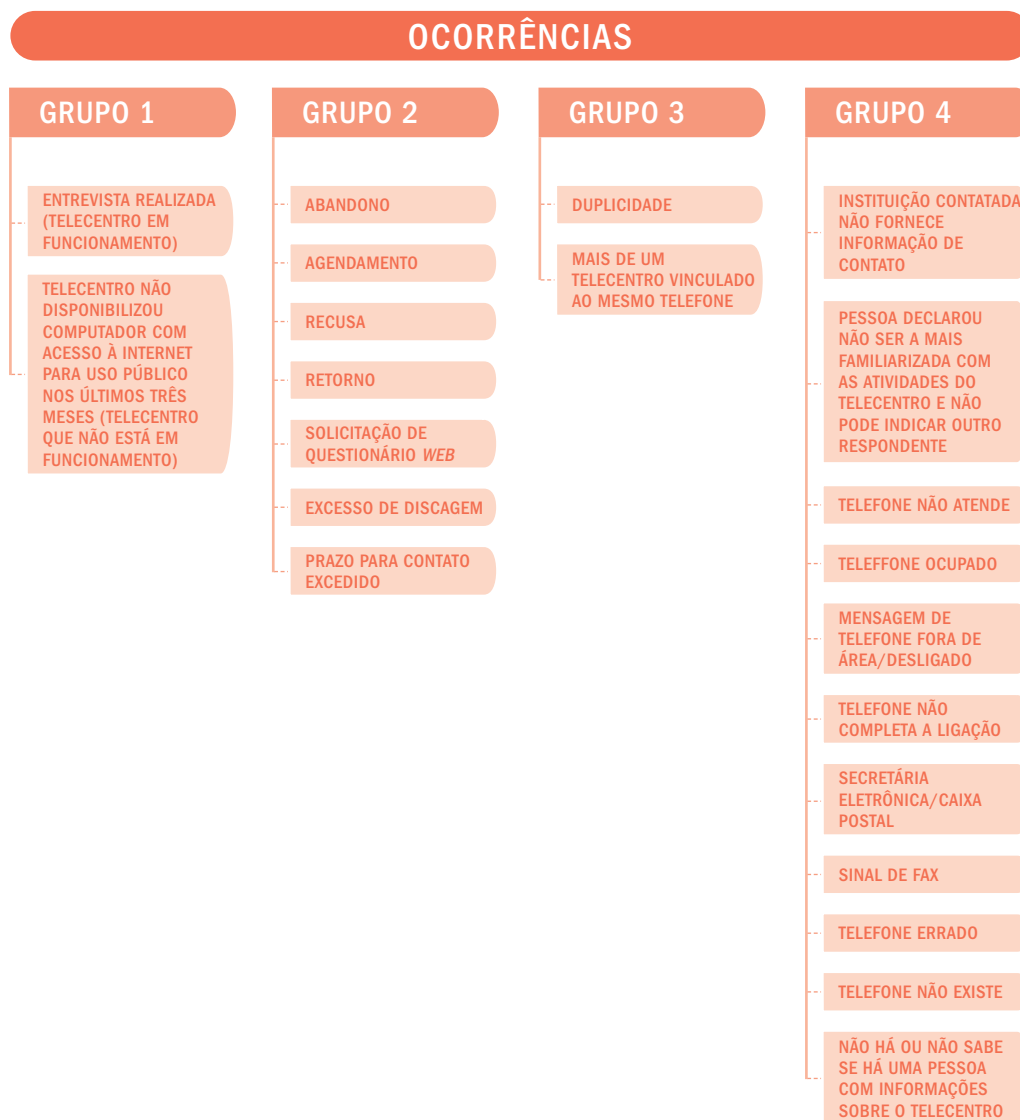 OCORRÊNCIAS
GRUPO 1
ENTREVISTA REALIZADA
(TELECENTRO EM
FUNCIONAMENTO)
TELECENTRO NÃO
DISPONIBILIZOU
COMPUTADOR COM
ACESSO À INTERNET
PARA USO PÚBLICO
NOS ÚLTIMOS TRÊS
MESES (TELECENTRO
QUE NÃO ESTÁ EM
FUNCIONAMENTO)
GRUPO 2
ABANDONO
AGENDAMENTO
RECUSA
RETORNO
SOLICITAÇÃO DE
QUESTIONÁRIO WEB
EXCESSO DE DISCAGEM
PRAZO PARA CONTATO
EXCEDIDO
GRUPO 3
DUPLICIDADE
MAIS DE UM
TELECENTRO VINCULADO
AO MESMO TELEFONE
GRUPO 4
INSTITUIÇÃO CONTATADA
NÃO FORNECE
INFORMAÇÃO DE
CONTATO
PESSOA DECLAROU
NÃO SER A MAIS
FAMILIARIZADA COM
AS ATIVIDADES DO
TELECENTRO E NÃO
PODE INDICAR OUTRO
RESPONDENTE
TELEFONE NÃO ATENDE
TELEFFONE OCUPADO
MENSAGEM DE
TELEFONE FORA DE
ÁREA/DESLIGADO
TELEFONE NÃO
COMPLETA A LIGAÇÃO
SECRETÁRIA
ELETRÔNICA/CAIXA
POSTAL
SINAL DE FAX
TELEFONE ERRADO
TELEFONE NÃO EXISTE
NÃO HÁ OU NÃO SABE
SE HÁ UMA PESSOA
COM INFORMAÇÕES
SOBRE O TELECENTRO